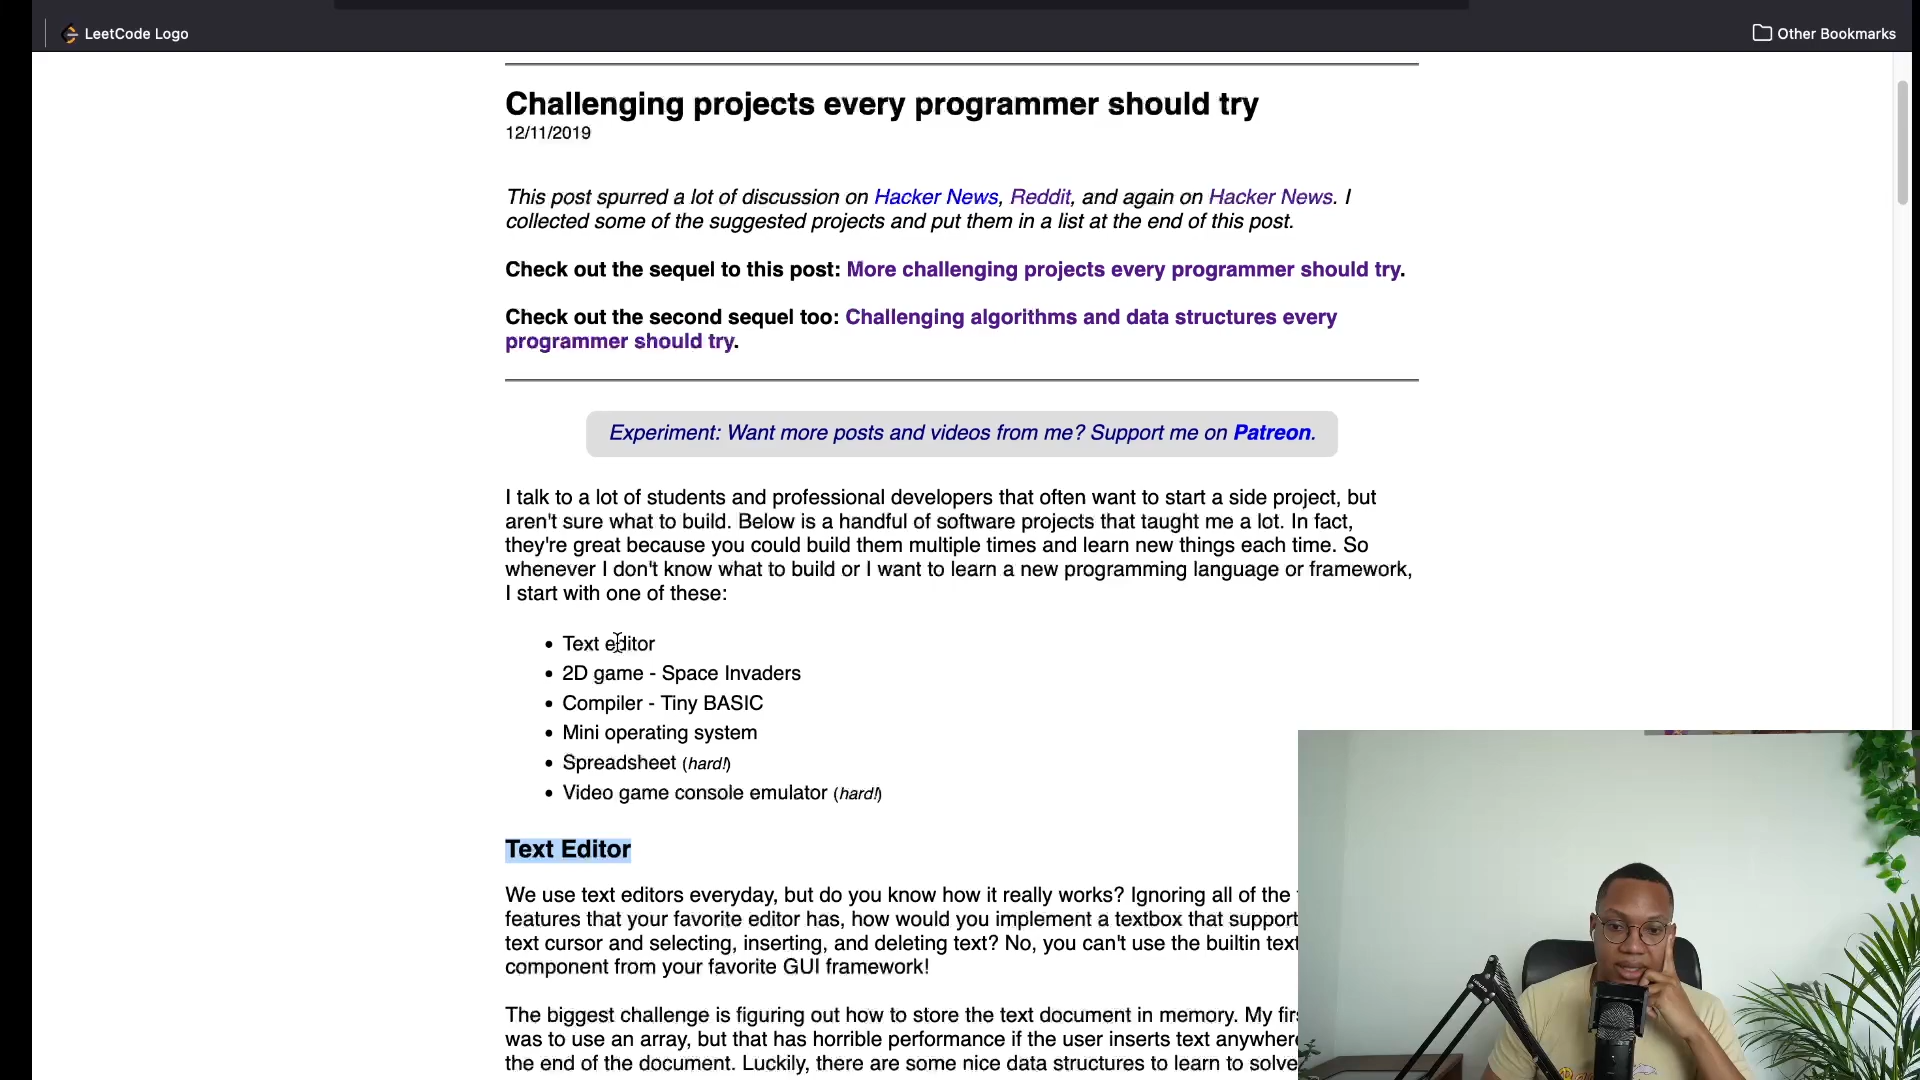 LeetCode Logo
Other Bookmarks
Challenging projects every programmer should try
12/11/2019
This post spurred a lot of discussion on Hacker News, Reddit, and again on Hacker News. I
collected some of the suggested projects and put them in a list at the end of this post.
Check out the sequel to this post: More challenging projects every programmer should try.
Check out the second sequel too: Challenging algorithms and data structures every
programmer should try.
Experiment: Want more posts and videos from me? Support me on Patreon.
I talk to a lot of students and professional developers that often want to start a side project, but
aren't sure what to build. Below is a handful of software projects that taught me a lot. In fact,
they're great because you could build them multiple times and learn new things each time. So
whenever I don't know what to build or I want to learn a new programming language or framework,
I start with one of these:
• Text editor
• 2D game - Space Invaders
• Compiler - Tiny BASIC
• Mini operating system
• Spreadsheet (hard!)
• Video game console emulator (hard!)
Text Editor
We use text editors everyday, but do you know how it really works? Ignoring all of the
features that your favorite editor has, how would you implement a textbox that support
text cursor and selecting, inserting, and deleting text? No, you can't use the builtin text
component from your favorite GUI framework!
The biggest challenge is figuring out how to store the text document in memory. My
was to use an array, but that has horrible performance if the user inserts text anywher
the end of the document. Luckily, there are some nice data structures to learn to solve